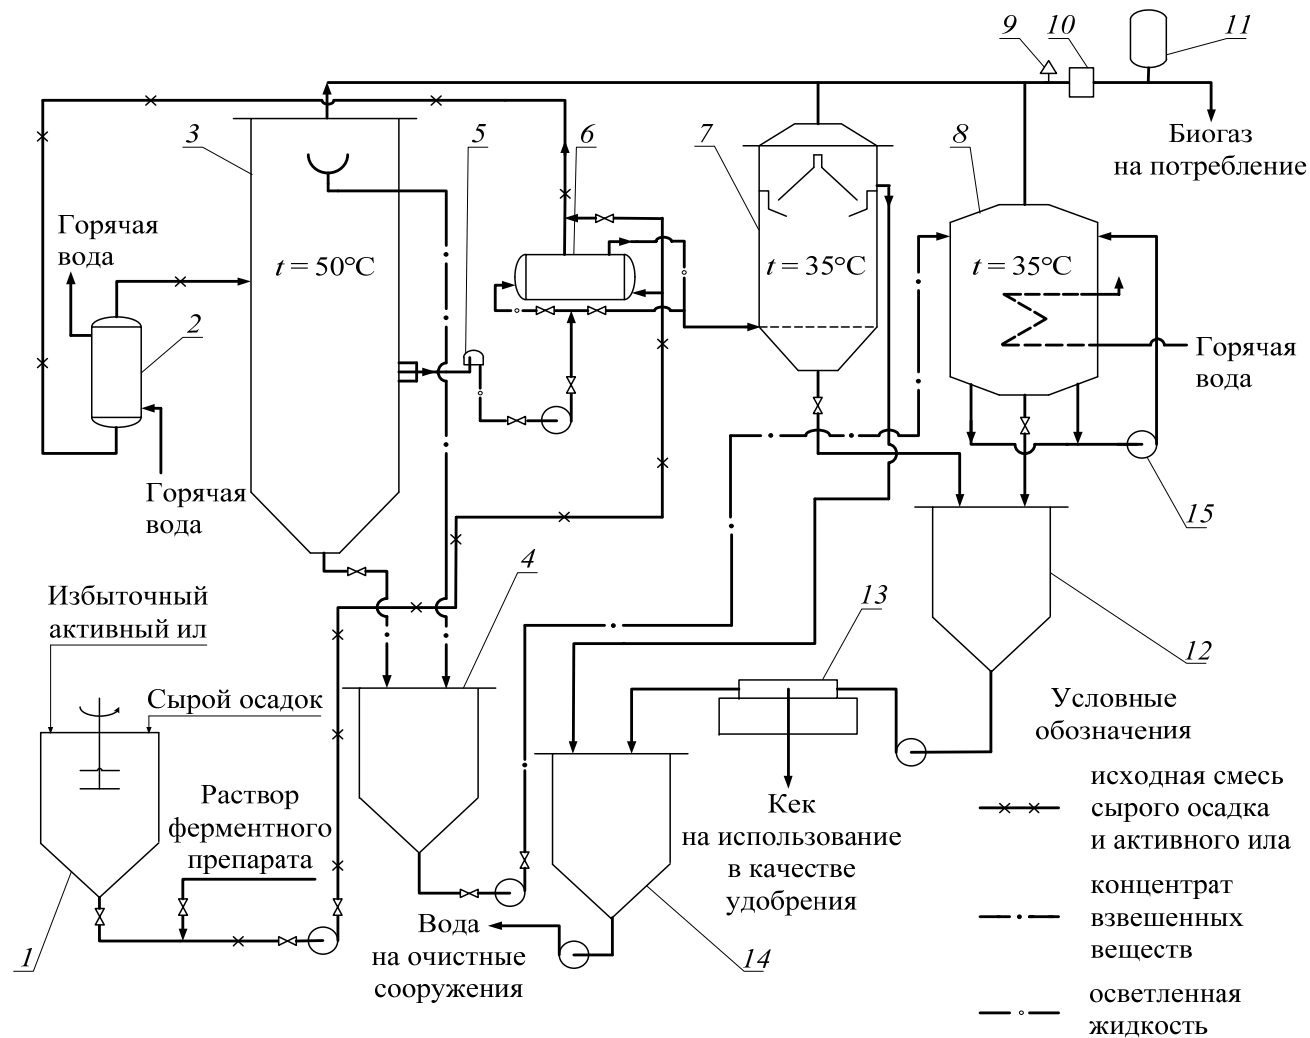 9
10
11
Биогаз
на потребление
3
5
6
7
8
Горячая
вода
t = 50°C
t = 35°C
t = 35°C
2
Горячая
вода
Горячая
вода
15
4
Избыточный
активный ил
13
12
Сырой осадок
Условные
обозначения
Раствор
ферментного
препарата
Кек
на использование
в качестве
удобрения
исходная смесь
сырого осадка
и активного ила
концентрат
взвешенных
веществ
1
Вода
на очистные
сооружения
14
осветленная
жидкость